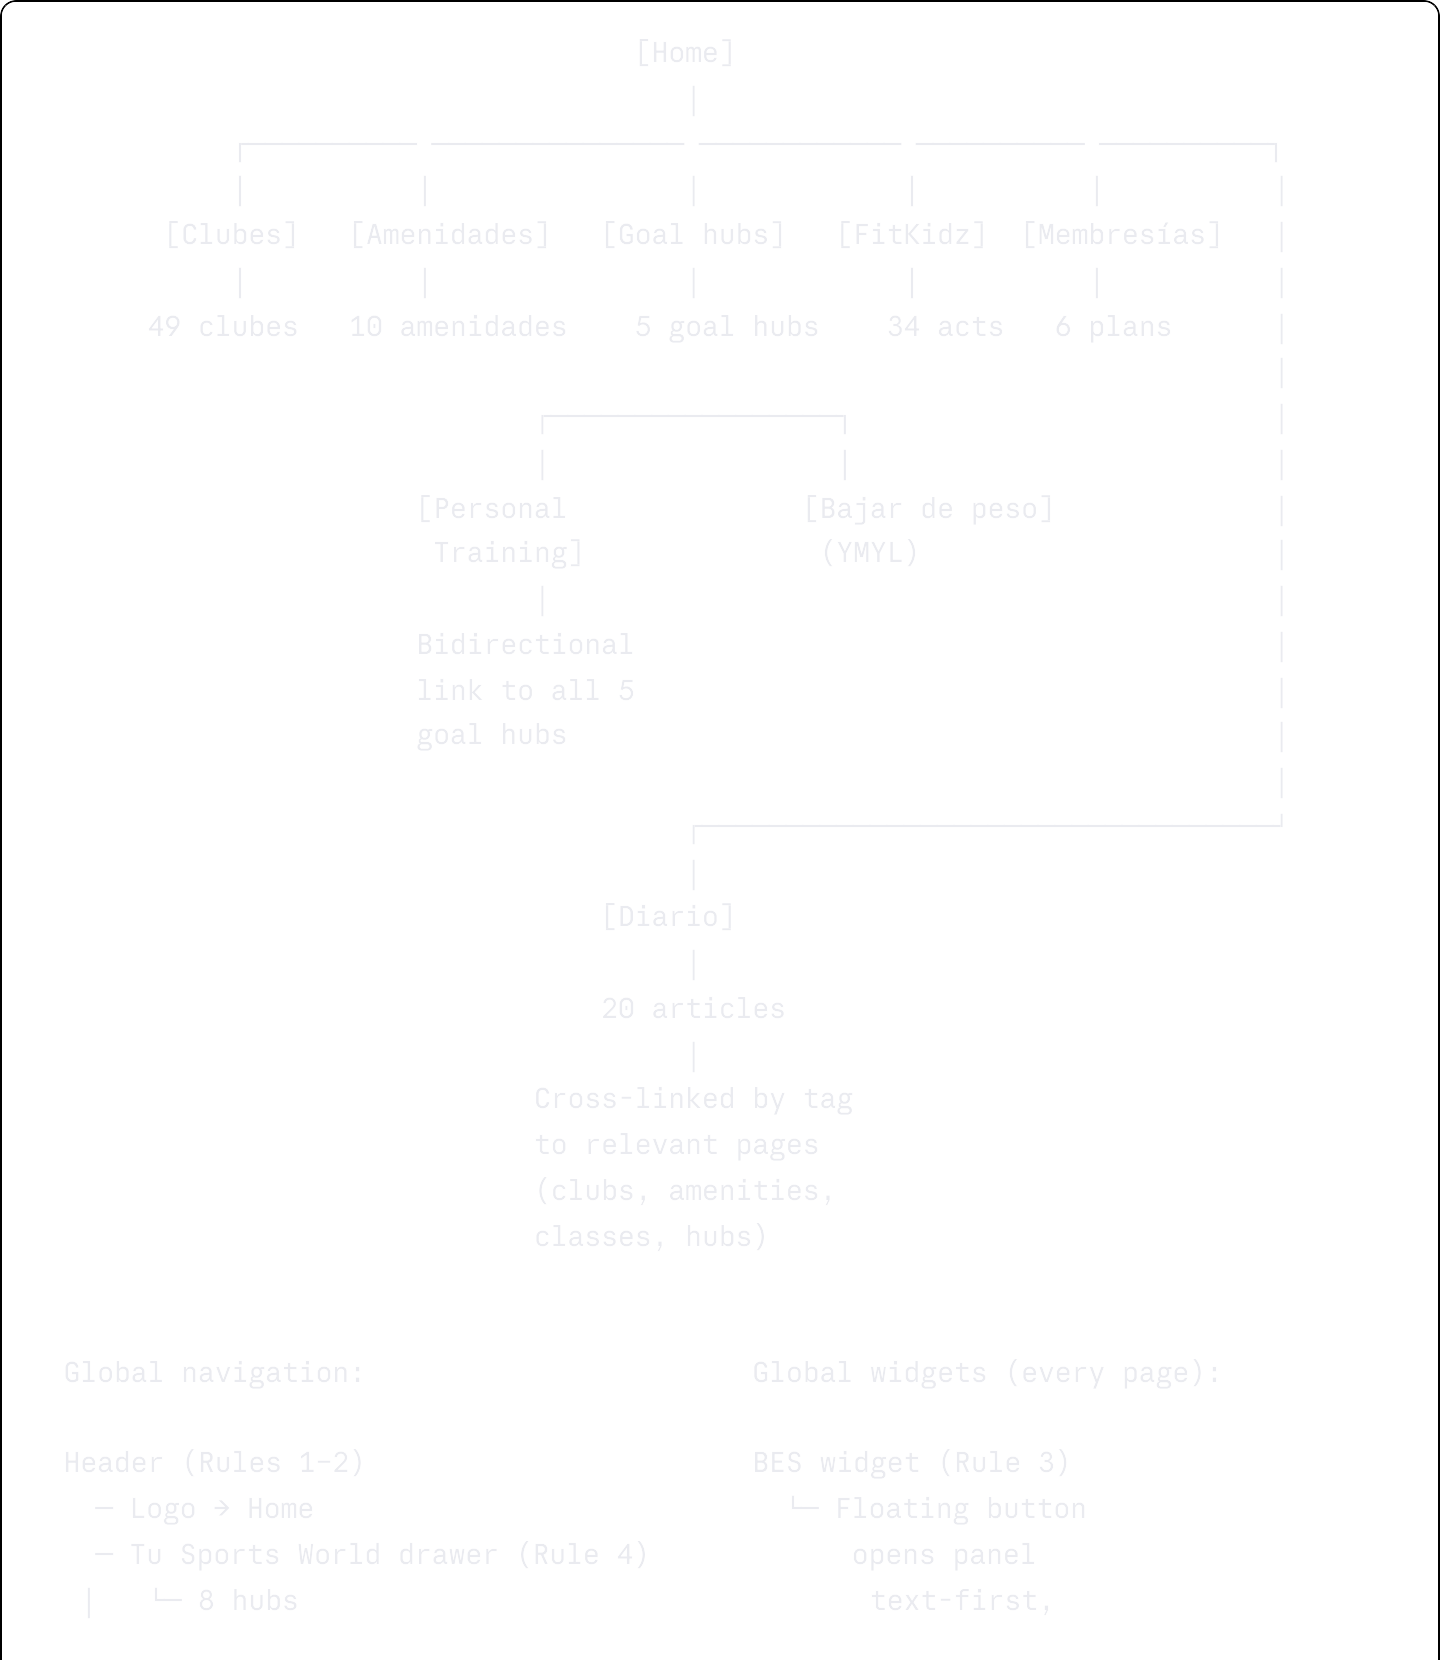 [Home]
[Clubes] [Amenidades] [Goal hubs] [FitKidz] [Membresías]
49 clubes 10 amenidades 5 goal hubs 34 acts 6 plans
[Personal [Bajar de peso]
Training] (YMYL)
Bidirectional
link to all 5
goal hubs
[Diario]
20 articles
Cross-linked by tag
to relevant pages
(clubs, amenities,
classes, hubs)
Global navigation: Global widgets (every page):
Header (Rules 1–2) BES widget (Rule 3)
─ Logo → Home └─ Floating button
─ Tu Sports World drawer (Rule 4) opens panel
│ └─ 8 hubs text-first,